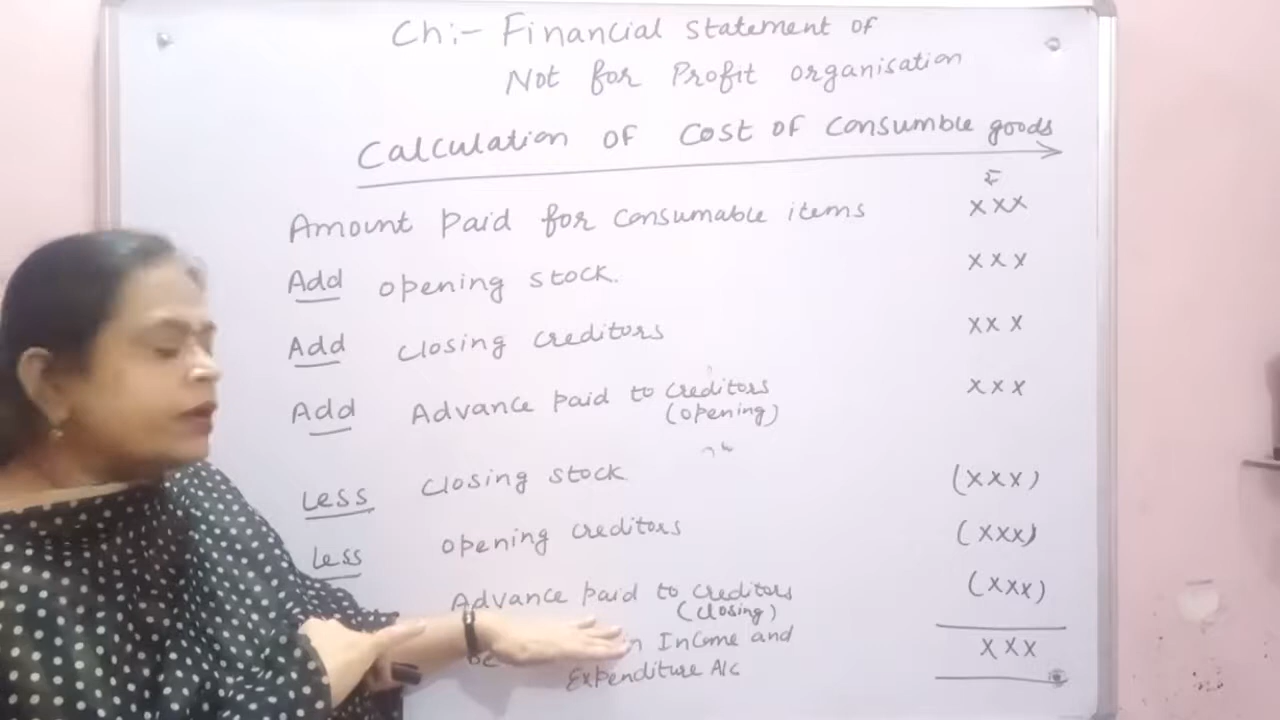 Ch:- Financial statement of
Not for Profit organisation
Calculation of Cost of Consumble goods
₹
Amount paid for consumable items xxx
Add opening stock. xxx
Add closing creditors xxx
Add Advance paid to creditors xxx
(opening)
Less closing stock (xxx)
Less opening creditors (xxx)
Advance paid to creditors (xxx)
(closing)
Income and xxx
Expenditure A/c